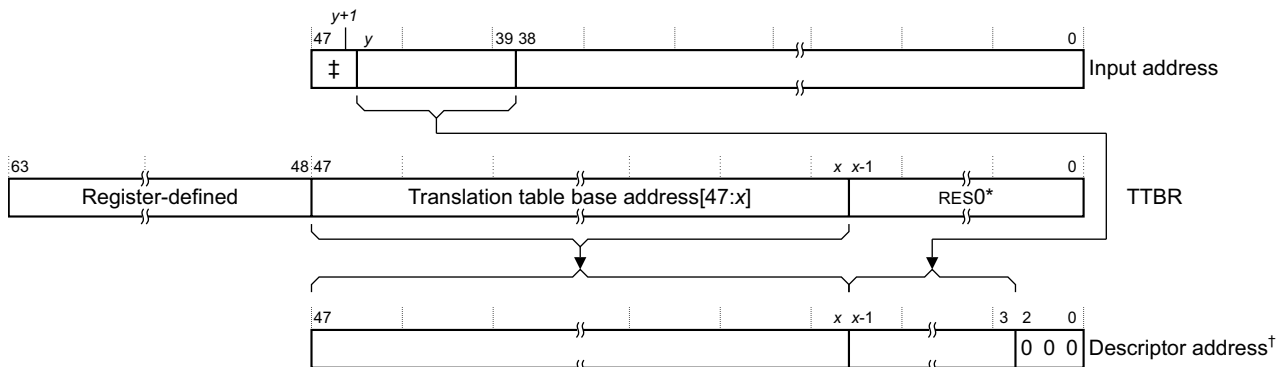 y+1
47 y 39 38 0
‡ Input address
63 48 47 x x-1 0
Register-defined Translation table base address[47:x] RES0* TTBR
47 x x-1 3 2 0
0 0 0 Descriptor address†